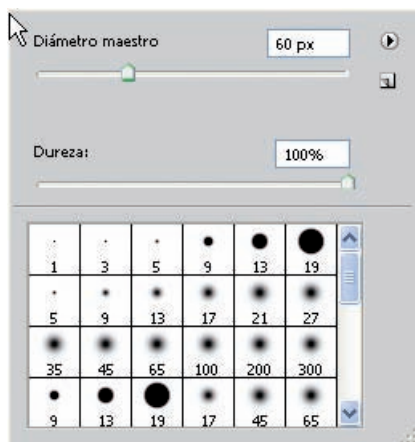 Diámetro maestro 60 px
Dureza: 100%
1 3 5 9 13 19
5 9 13 17 21 27
35 45 65 100 200 300
9 13 19 17 45 65